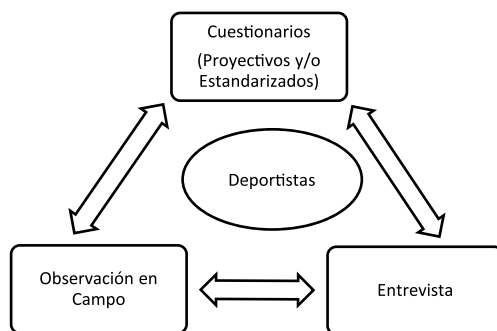 Cuestionarios
(Proyectivos y/o
Estandarizados)
Deportistas
Observación en
Campo
Entrevista